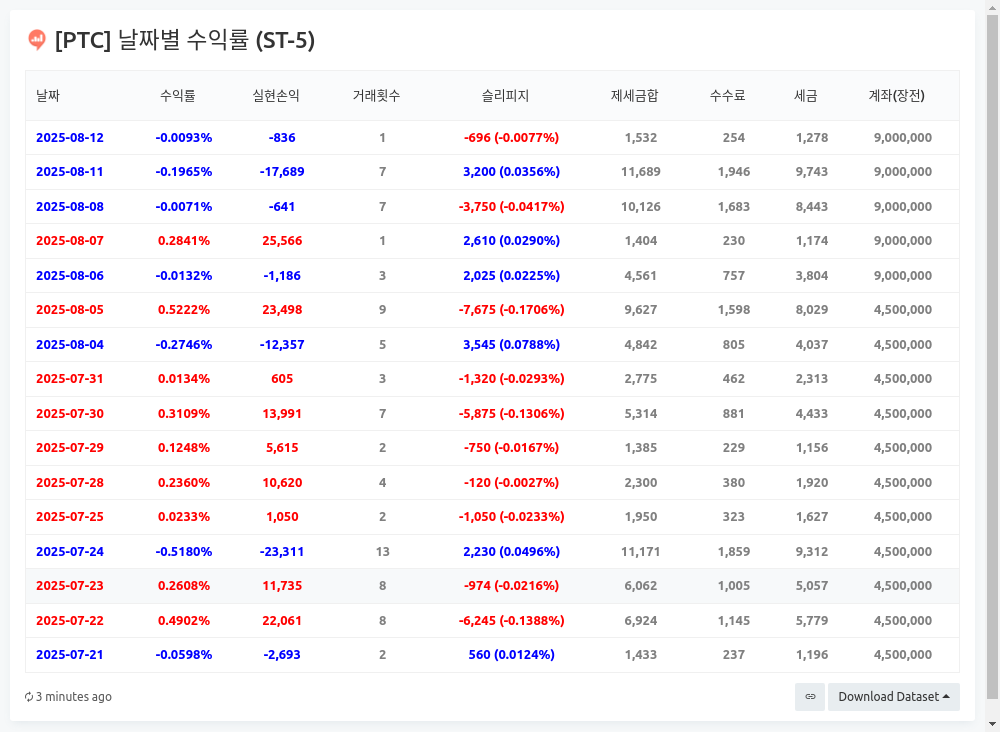 [PTC] 날짜별 수익률 (ST-5)
날짜 수익률 실현손익 거래횟수 슬리피지 제세금합 수수료 세금 계좌(장전)
2025-08-12 -0.0093% -836 1 -696 (-0.0077%) 1,532 254 1,278 9,000,000
2025-08-11 -0.1965% -17,689 7 3,200 (0.0356%) 11,689 1,946 9,743 9,000,000
2025-08-08 -0.0071% -641 7 -3,750 (-0.0417%) 10,126 1,683 8,443 9,000,000
2025-08-07 0.2841% 25,566 1 2,610 (0.0290%) 1,404 230 1,174 9,000,000
2025-08-06 -0.0132% -1,186 3 2,025 (0.0225%) 4,561 757 3,804 9,000,000
2025-08-05 0.5222% 23,498 9 -7,675 (-0.1706%) 9,627 1,598 8,029 4,500,000
2025-08-04 -0.2746% -12,357 5 3,545 (0.0788%) 4,842 805 4,037 4,500,000
2025-07-31 0.0134% 605 3 -1,320 (-0.0293%) 2,775 462 2,313 4,500,000
2025-07-30 0.3109% 13,991 7 -5,875 (-0.1306%) 5,314 881 4,433 4,500,000
2025-07-29 0.1248% 5,615 2 -750 (-0.0167%) 1,385 229 1,156 4,500,000
2025-07-28 0.2360% 10,620 4 -120 (-0.0027%) 2,300 380 1,920 4,500,000
2025-07-25 0.0233% 1,050 2 -1,050 (-0.0233%) 1,950 323 1,627 4,500,000
2025-07-24 -0.5180% -23,311 13 2,230 (0.0496%) 11,171 1,859 9,312 4,500,000
2025-07-23 0.2608% 11,735 8 -974 (-0.0216%) 6,062 1,005 5,057 4,500,000
2025-07-22 0.4902% 22,061 8 -6,245 (-0.1388%) 6,924 1,145 5,779 4,500,000
2025-07-21 -0.0598% -2,693 2 560 (0.0124%) 1,433 237 1,196 4,500,000
3 minutes ago Download Dataset